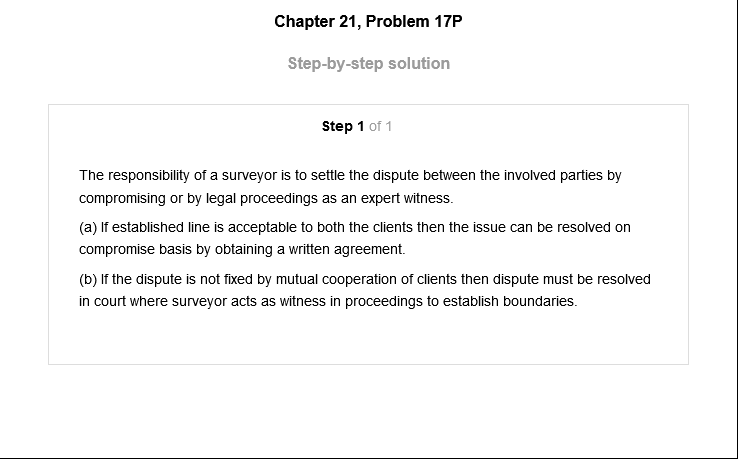 Chapter 21, Problem 17P
Step-by-step solution
Step 1 of 1
The responsibility of a surveyor is to settle the dispute between the involved parties by
compromising or by legal proceedings as an expert witness.
(a) If established line is acceptable to both the clients then the issue can be resolved on
compromise basis by obtaining a written agreement.
(b) If the dispute is not fixed by mutual cooperation of clients then dispute must be resolved
in court where surveyor acts as witness in proceedings to establish boundaries.